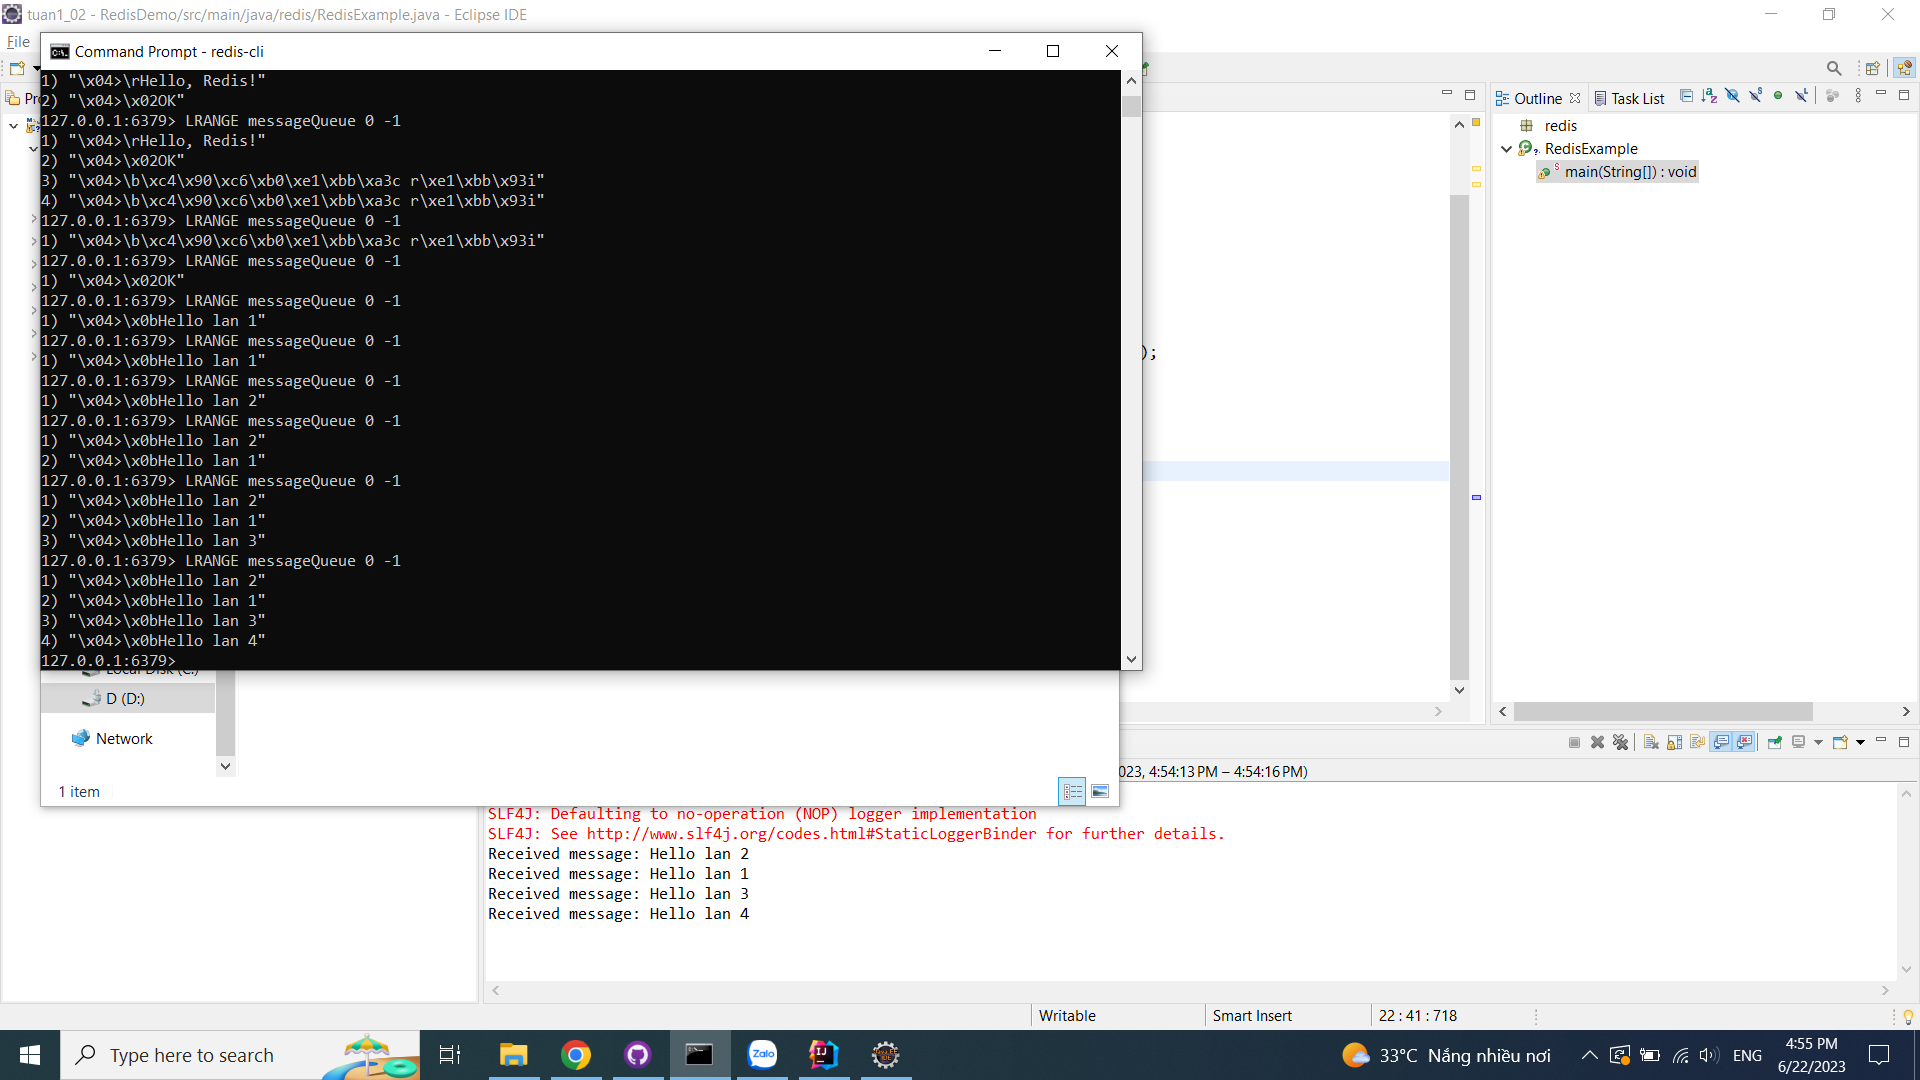 tuan1_02 - RedisDemo/src/main/java/redis/RedisExample.java - Eclipse IDE
File
Command Prompt - redis-cli
1) "\x04>\rHello, Redis!"
2) "\x04>\x02OK"
127.0.0.1:6379> LRANGE messageQueue 0 -1
1) "\x04>\rHello, Redis!"
2) "\x04>\x02OK"
3) "\x04>\b\xc4\x90\xc6\xb0\xe1\xbb\xa3c r\xe1\xbb\x93i"
4) "\x04>\b\xc4\x90\xc6\xb0\xe1\xbb\xa3c r\xe1\xbb\x93i"
127.0.0.1:6379> LRANGE messageQueue 0 -1
1) "\x04>\b\xc4\x90\xc6\xb0\xe1\xbb\xa3c r\xe1\xbb\x93i"
127.0.0.1:6379> LRANGE messageQueue 0 -1
1) "\x04>\x02OK"
127.0.0.1:6379> LRANGE messageQueue 0 -1
1) "\x04>\x0bHello lan 1"
127.0.0.1:6379> LRANGE messageQueue 0 -1
1) "\x04>\x0bHello lan 1"
127.0.0.1:6379> LRANGE messageQueue 0 -1
1) "\x04>\x0bHello lan 2"
127.0.0.1:6379> LRANGE messageQueue 0 -1
1) "\x04>\x0bHello lan 2"
2) "\x04>\x0bHello lan 1"
127.0.0.1:6379> LRANGE messageQueue 0 -1
1) "\x04>\x0bHello lan 2"
2) "\x04>\x0bHello lan 1"
3) "\x04>\x0bHello lan 3"
127.0.0.1:6379> LRANGE messageQueue 0 -1
1) "\x04>\x0bHello lan 2"
2) "\x04>\x0bHello lan 1"
3) "\x04>\x0bHello lan 3"
4) "\x04>\x0bHello lan 4"
127.0.0.1:6379>
Pro
);
Outline
Task List
redis
RedisExample
main(String[]) : void
Local Disk (C:)
D (D:)
Network
1 item
023, 4:54:13 PM – 4:54:16 PM)
SLF4J: Defaulting to no-operation (NOP) logger implementation
SLF4J: See http://www.slf4j.org/codes.html#StaticLoggerBinder for further details.
Received message: Hello lan 2
Received message: Hello lan 1
Received message: Hello lan 3
Received message: Hello lan 4
Writable
Smart Insert
22 : 41 : 718
Type here to search
Zalo
33°C Nắng nhiều nơi
ENG
4:55 PM
6/22/2023